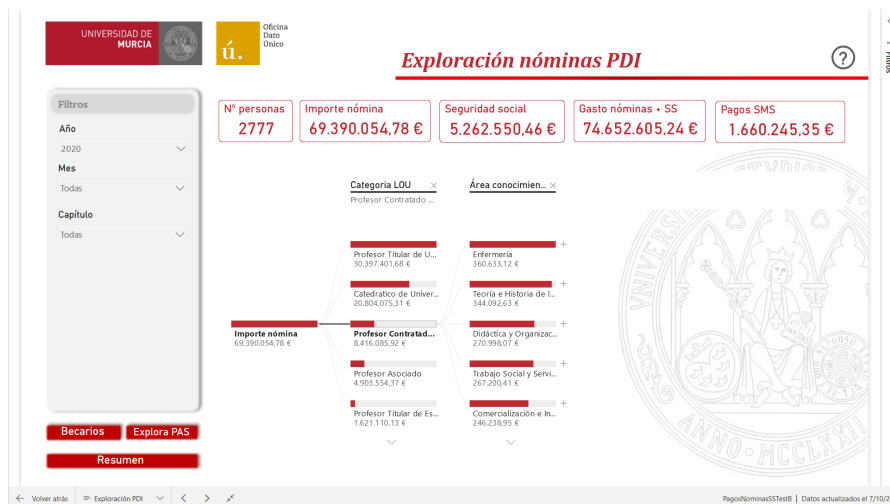 UNIVERSIDAD DE
MURCIA
ú.
Oficina
Dato
Único
Exploración nóminas PDI
?
Filtros
Filtros
Año
2020
Mes
Todas
Capítulo
Todas
Nº personas
2777
Importe nómina
69.390.054,78 €
Seguridad social
5.262.550,46 €
Gasto nóminas + SS
74.652.605,24 €
Pagos SMS
1.660.245,35 €
Categoria LOU
Profesor Contratado ...
Área conocimien...
Importe nómina
69.390.054,78 €
Profesor Titular de U...
30.397.401,68 €
Catedratico de Univer...
20.804.075,31 €
Profesor Contratad...
8.416.085,92 €
Profesor Asociado
4.903.554,37 €
Profesor Titular de Es...
1.621.110,13 €
Enfermería
360.633,12 €
Teoría e Historia de l...
344.092,63 €
Didáctica y Organizac...
270.998,07 €
Trabajo Social y Servi...
267.200,41 €
Comercialización e In...
246.238,95 €
ANNO · MCCLXXII
Becarios
Explora PAS
Resumen
Volver atrás
Exploración PDI
PagosNominasSSTestB | Datos actualizados el 7/10/2